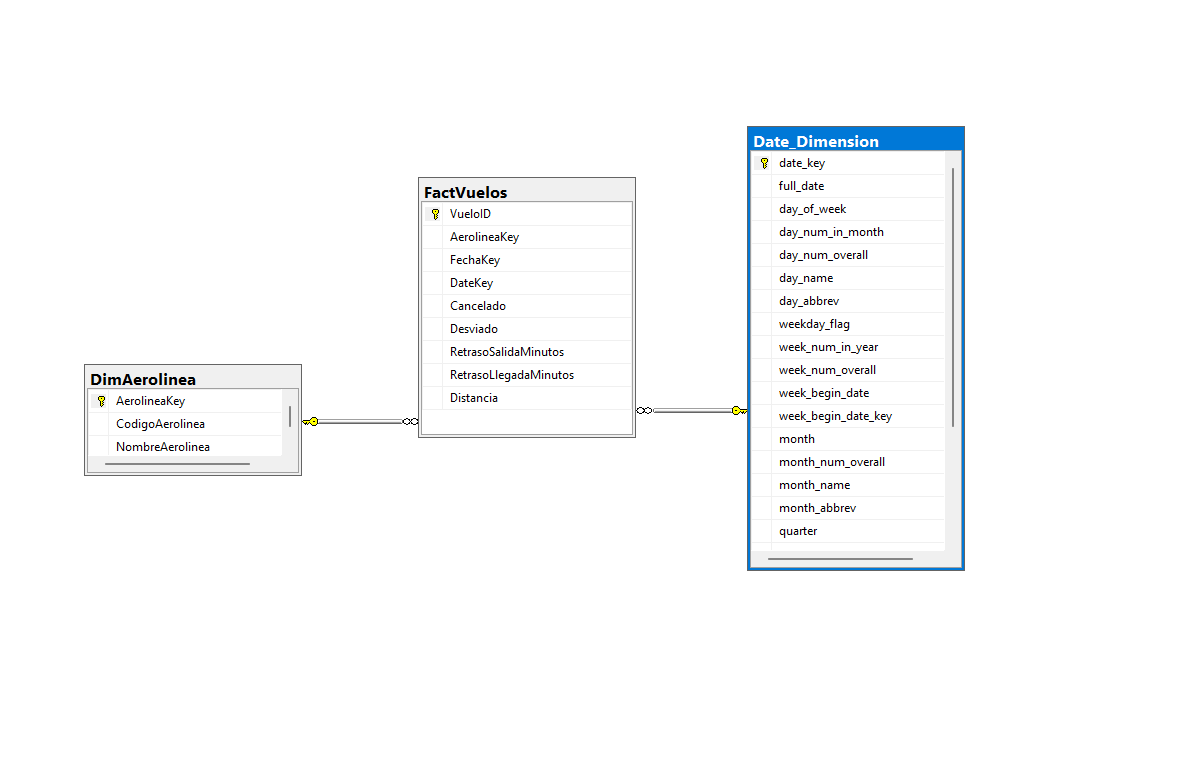 DimAerolinea
AerolineaKey
CodigoAerolinea
NombreAerolinea
FactVuelos
VueloID
AerolineaKey
FechaKey
DateKey
Cancelado
Desviado
RetrasoSalidaMinutos
RetrasoLlegadaMinutos
Distancia
Date_Dimension
date_key
full_date
day_of_week
day_num_in_month
day_num_overall
day_name
day_abbrev
weekday_flag
week_num_in_year
week_num_overall
week_begin_date
week_begin_date_key
month
month_num_overall
month_name
month_abbrev
quarter